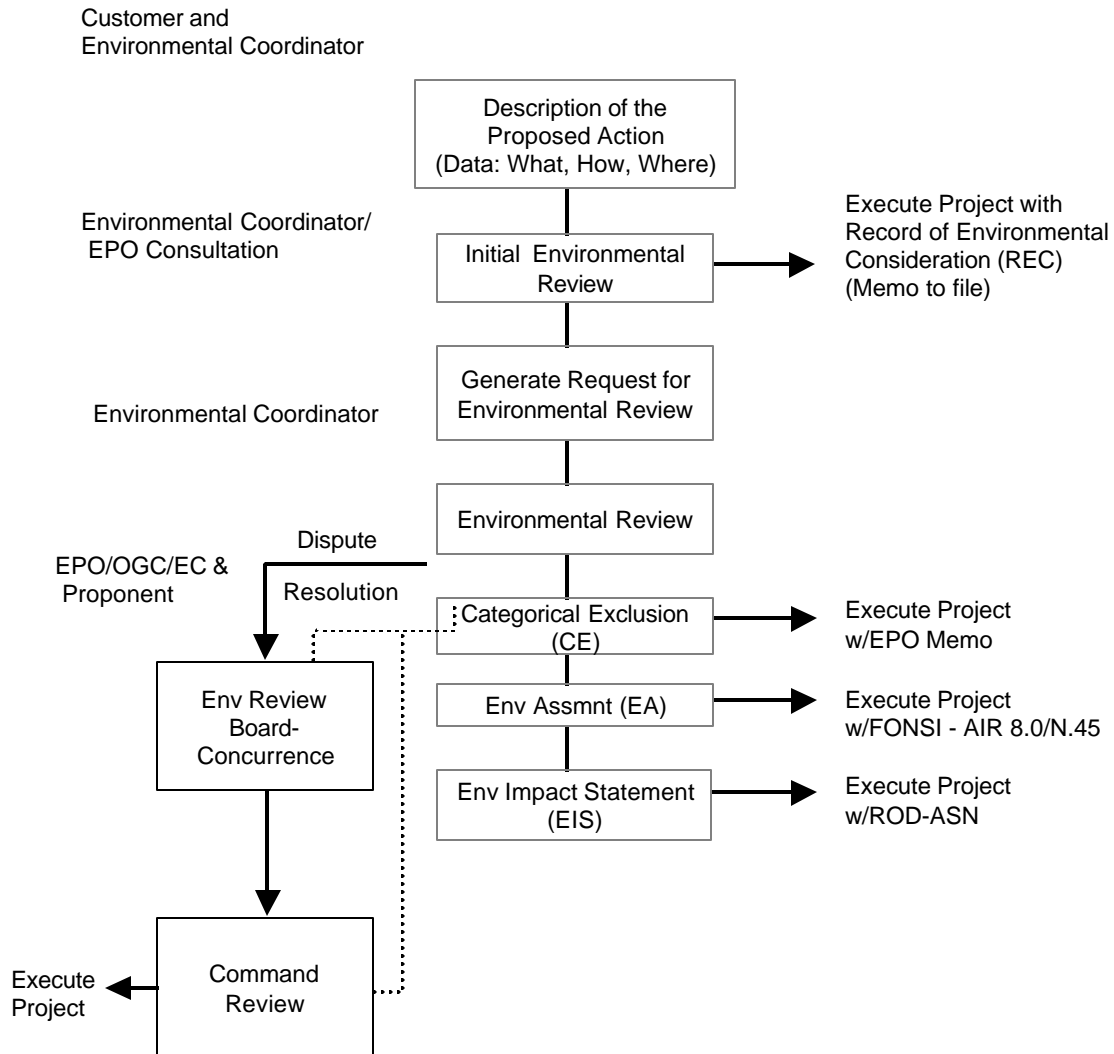 Customer and
Environmental Coordinator
Description of the
Proposed Action
(Data: What, How, Where)
Environmental Coordinator/
EPO Consultation
Initial Environmental
Review
Execute Project with
Record of Environmental
Consideration (REC)
(Memo to file)
Generate Request for
Environmental Review
Environmental Coordinator
Environmental Review
Dispute
Resolution
EPO/OGC/EC &
Proponent
Categorical Exclusion
(CE)
Execute Project
w/EPO Memo
Env Review
Board-
Concurrence
Env Assmnt (EA)
Execute Project
w/FONSI - AIR 8.0/N.45
Env Impact Statement
(EIS)
Execute Project
w/ROD-ASN
Command
Review
Execute
Project